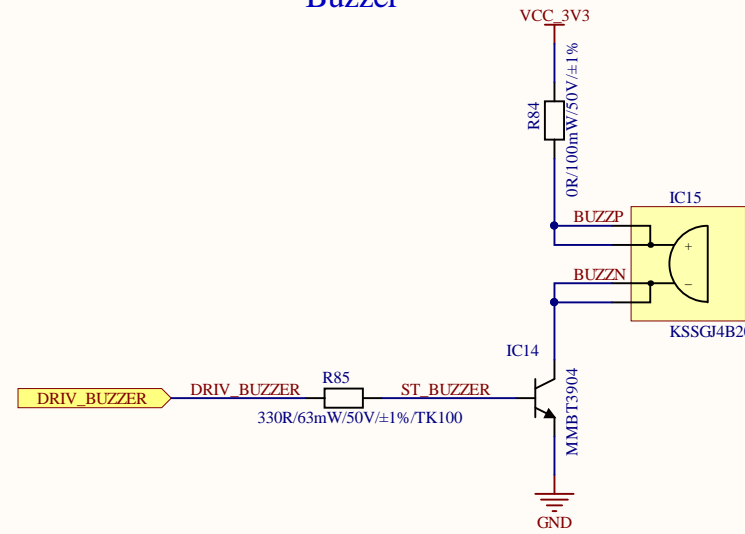 Buzzer
VCC_3V3
R84
0R/100mW/50V/±1%
IC15
BUZZP
+
BUZZN
−
KSSGJ4B20
IC14
MMBT3904
DRIV_BUZZER
DRIV_BUZZER
R85
ST_BUZZER
330R/63mW/50V/±1%/TK100
GND